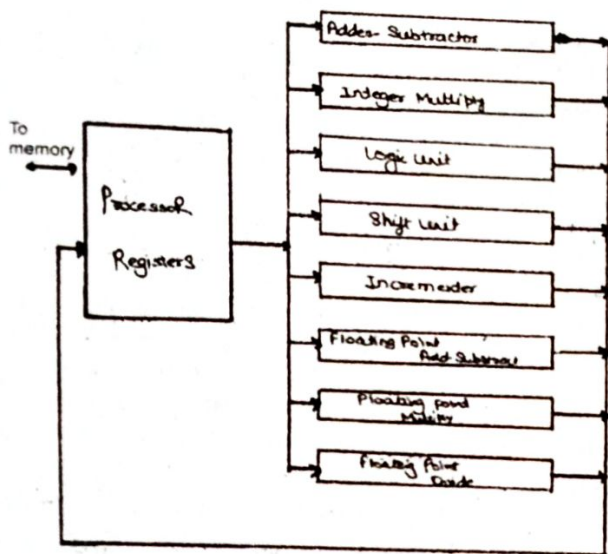 To
memory
Processor
Registers
Adder-Subtractor
Integer Multiply
Logic Unit
Shift Unit
Incrementer
Floating Point
Add Subtract
Floating point
Multiply
Floating Point
Divide